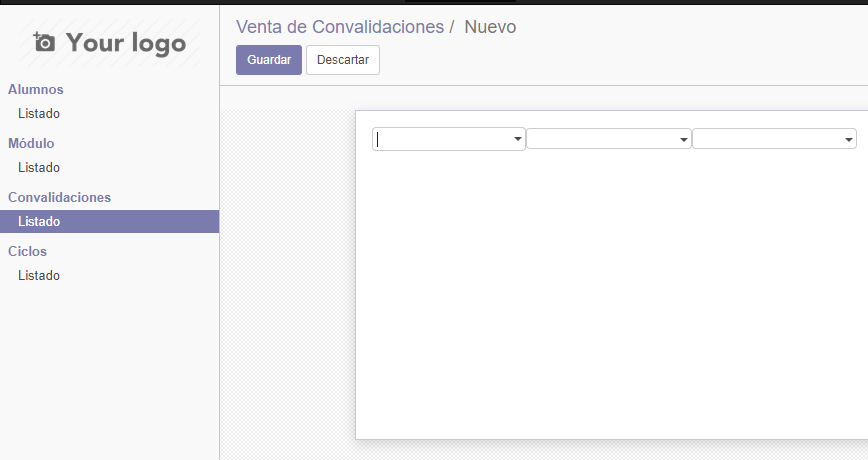 Your logo
Venta de Convalidaciones / Nuevo
Guardar Descartar
Alumnos
Listado
Módulo
Listado
Convalidaciones
Listado
Ciclos
Listado